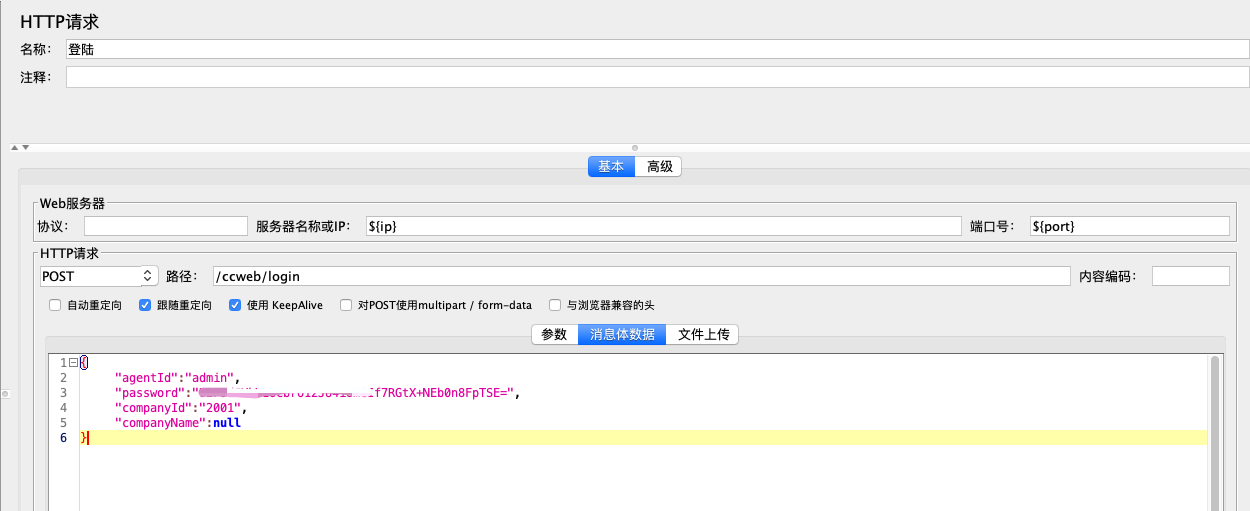 HTTP请求
名称: 登陆
注释:
基本 高级
Web服务器
协议: 服务器名称或IP: ${ip} 端口号: ${port}
HTTP请求
POST 路径: /ccweb/login 内容编码:
自动重定向 跟随重定向 使用 KeepAlive 对POST使用multipart / form-data 与浏览器兼容的头
参数 消息体数据 文件上传
1 {
2 "agentId":"admin",
3 "password":" f7RGtX+NEb0n8FpTSE=",
4 "companyId":"2001",
5 "companyName":null
6 }